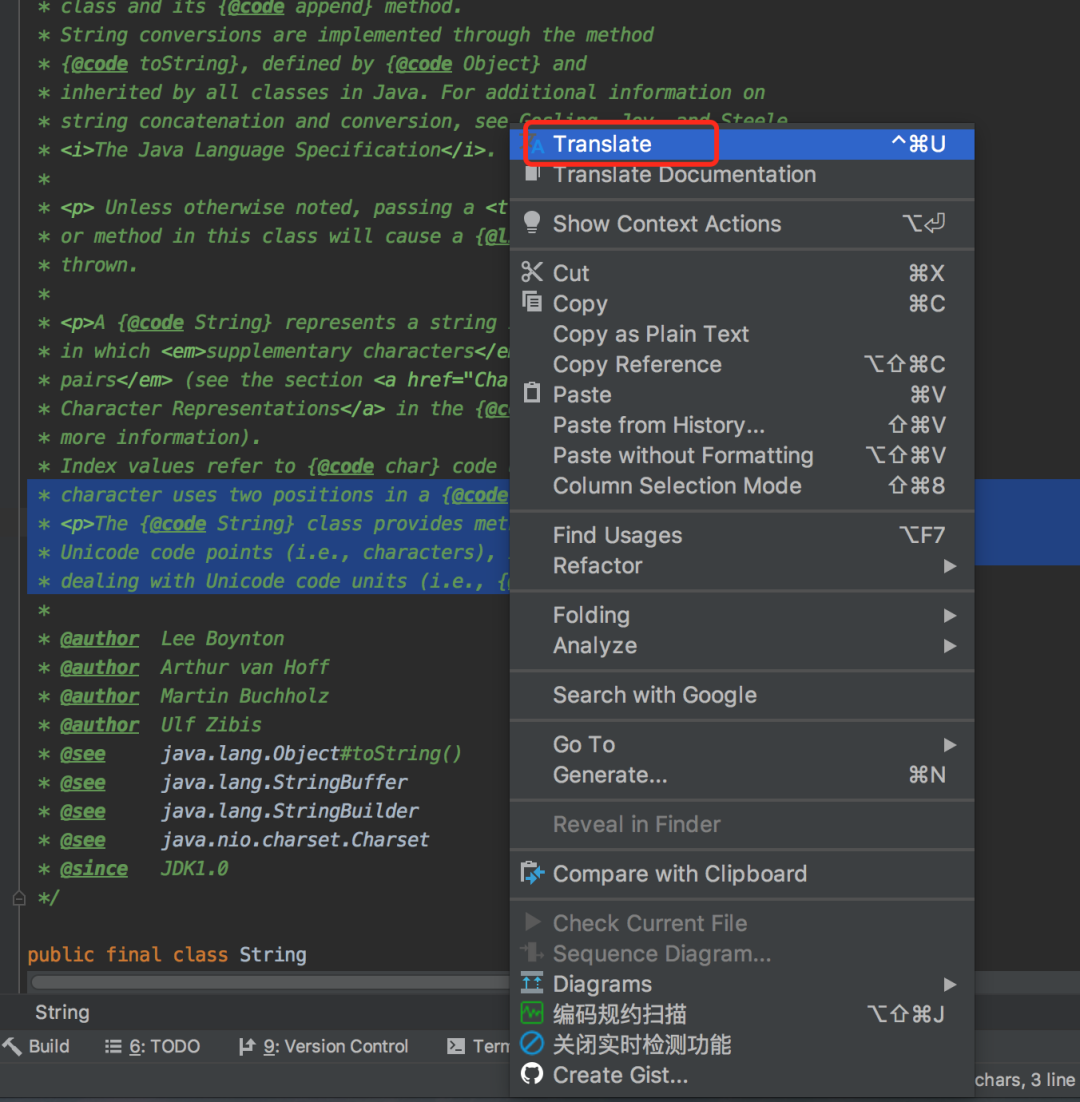 * class and its {@code append} method.
* String conversions are implemented through the method
* {@code toString}, defined by {@code Object} and
* inherited by all classes in Java. For additional information on
* string concatenation and conversion, see Gosling, Joy, and Steele,
* <i>The Java Language Specification</i>.
*
* <p> Unless otherwise noted, passing a <t
* or method in this class will cause a {@l
* thrown.
*
* <p>A {@code String} represents a string
* in which <em>supplementary characters</e
* pairs</em> (see the section <a href="Cha
* Character Representations</a> in the {@c
* more information).
* Index values refer to {@code char} code
* character uses two positions in a {@code
* <p>The {@code String} class provides met
* Unicode code points (i.e., characters),
* dealing with Unicode code units (i.e., {@
*
* @author Lee Boynton
* @author Arthur van Hoff
* @author Martin Buchholz
* @author Ulf Zibis
* @see java.lang.Object#toString()
* @see java.lang.StringBuffer
* @see java.lang.StringBuilder
* @see java.nio.charset.Charset
* @since JDK1.0
*/
public final class String
String
Build
6: TODO
9: Version Control
Term
chars, 3 line
Translate ^⌘U
Translate Documentation
Show Context Actions ⌥⏎
Cut ⌘X
Copy ⌘C
Copy as Plain Text
Copy Reference ⌥⇧⌘C
Paste ⌘V
Paste from History... ⇧⌘V
Paste without Formatting ⌥⇧⌘V
Column Selection Mode ⇧⌘8
Find Usages ⌥F7
Refactor
Folding
Analyze
Search with Google
Go To
Generate... ⌘N
Reveal in Finder
Compare with Clipboard
Check Current File
Sequence Diagram...
Diagrams
编码规约扫描 ⌥⇧⌘J
关闭实时检测功能
Create Gist...